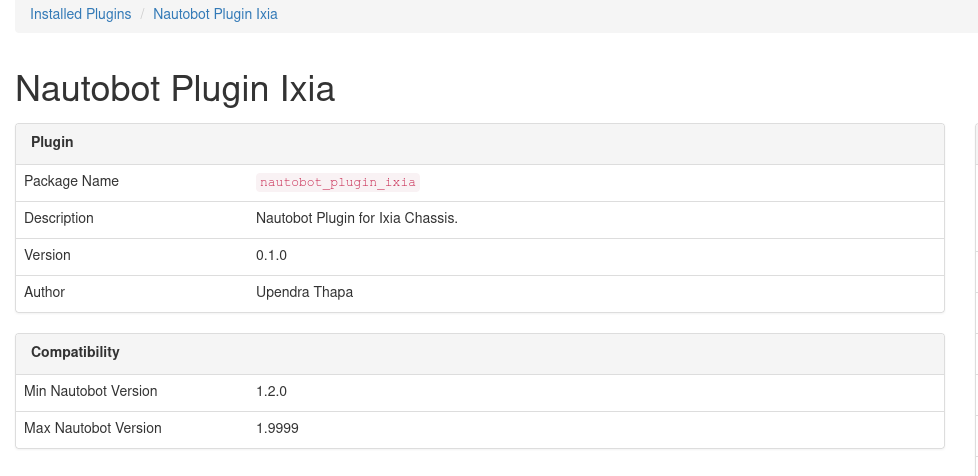 Installed Plugins / Nautobot Plugin Ixia
Nautobot Plugin Ixia
Plugin
Package Name nautobot_plugin_ixia
Description Nautobot Plugin for Ixia Chassis.
Version 0.1.0
Author Upendra Thapa
Compatibility
Min Nautobot Version 1.2.0
Max Nautobot Version 1.9999